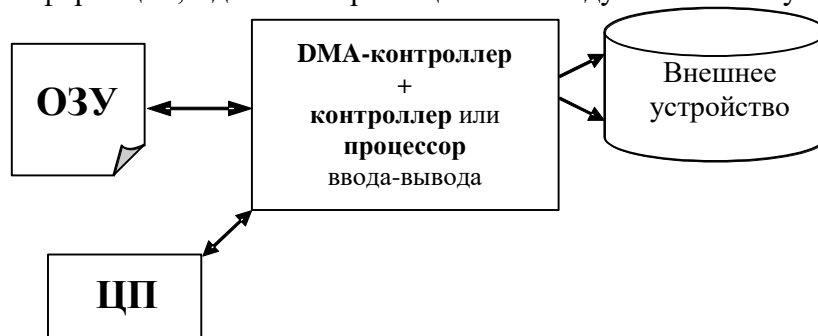 ОЗУ
DMA-контроллер
+
контроллер или
процессор
ввода-вывода
Внешнее
устройство
ЦП